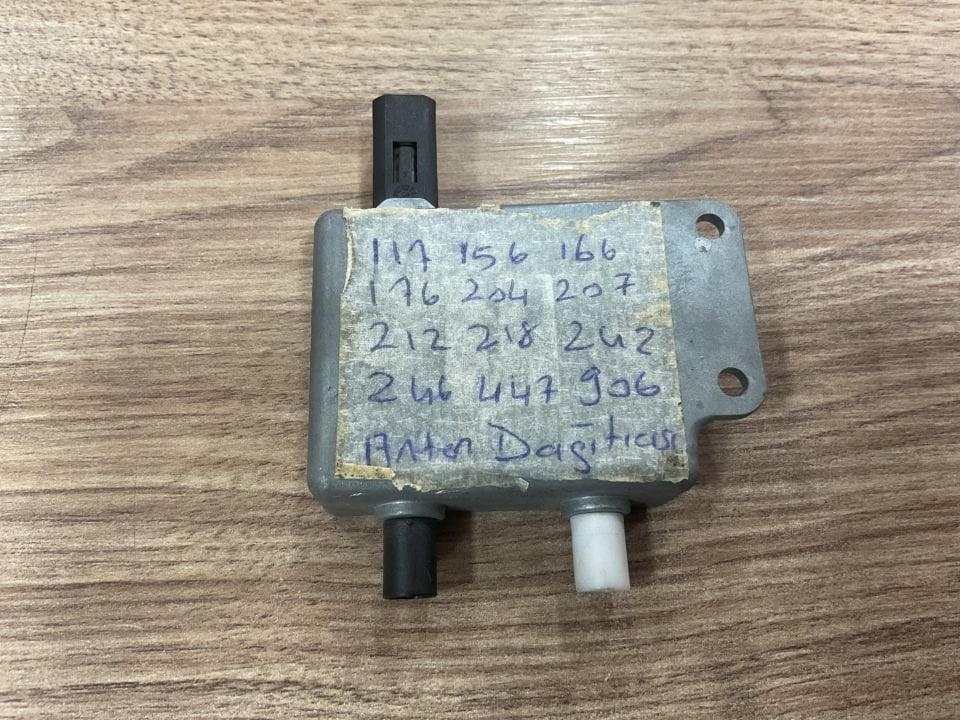 117 156 166
176 204 207
212 218 242
246 447 906
Anten Dağıtıcısı